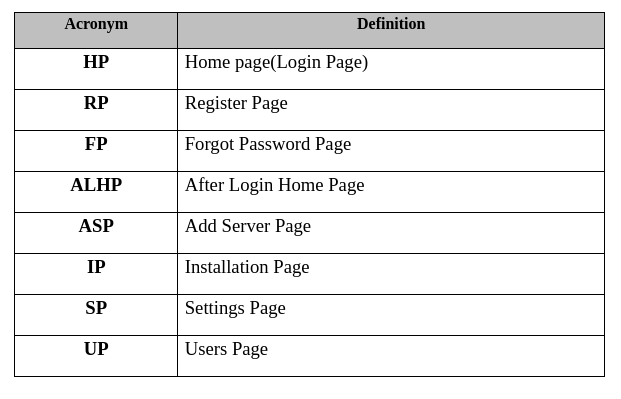 Acronym Definition
HP Home page(Login Page)
RP Register Page
FP Forgot Password Page
ALHP After Login Home Page
ASP Add Server Page
IP Installation Page
SP Settings Page
UP Users Page